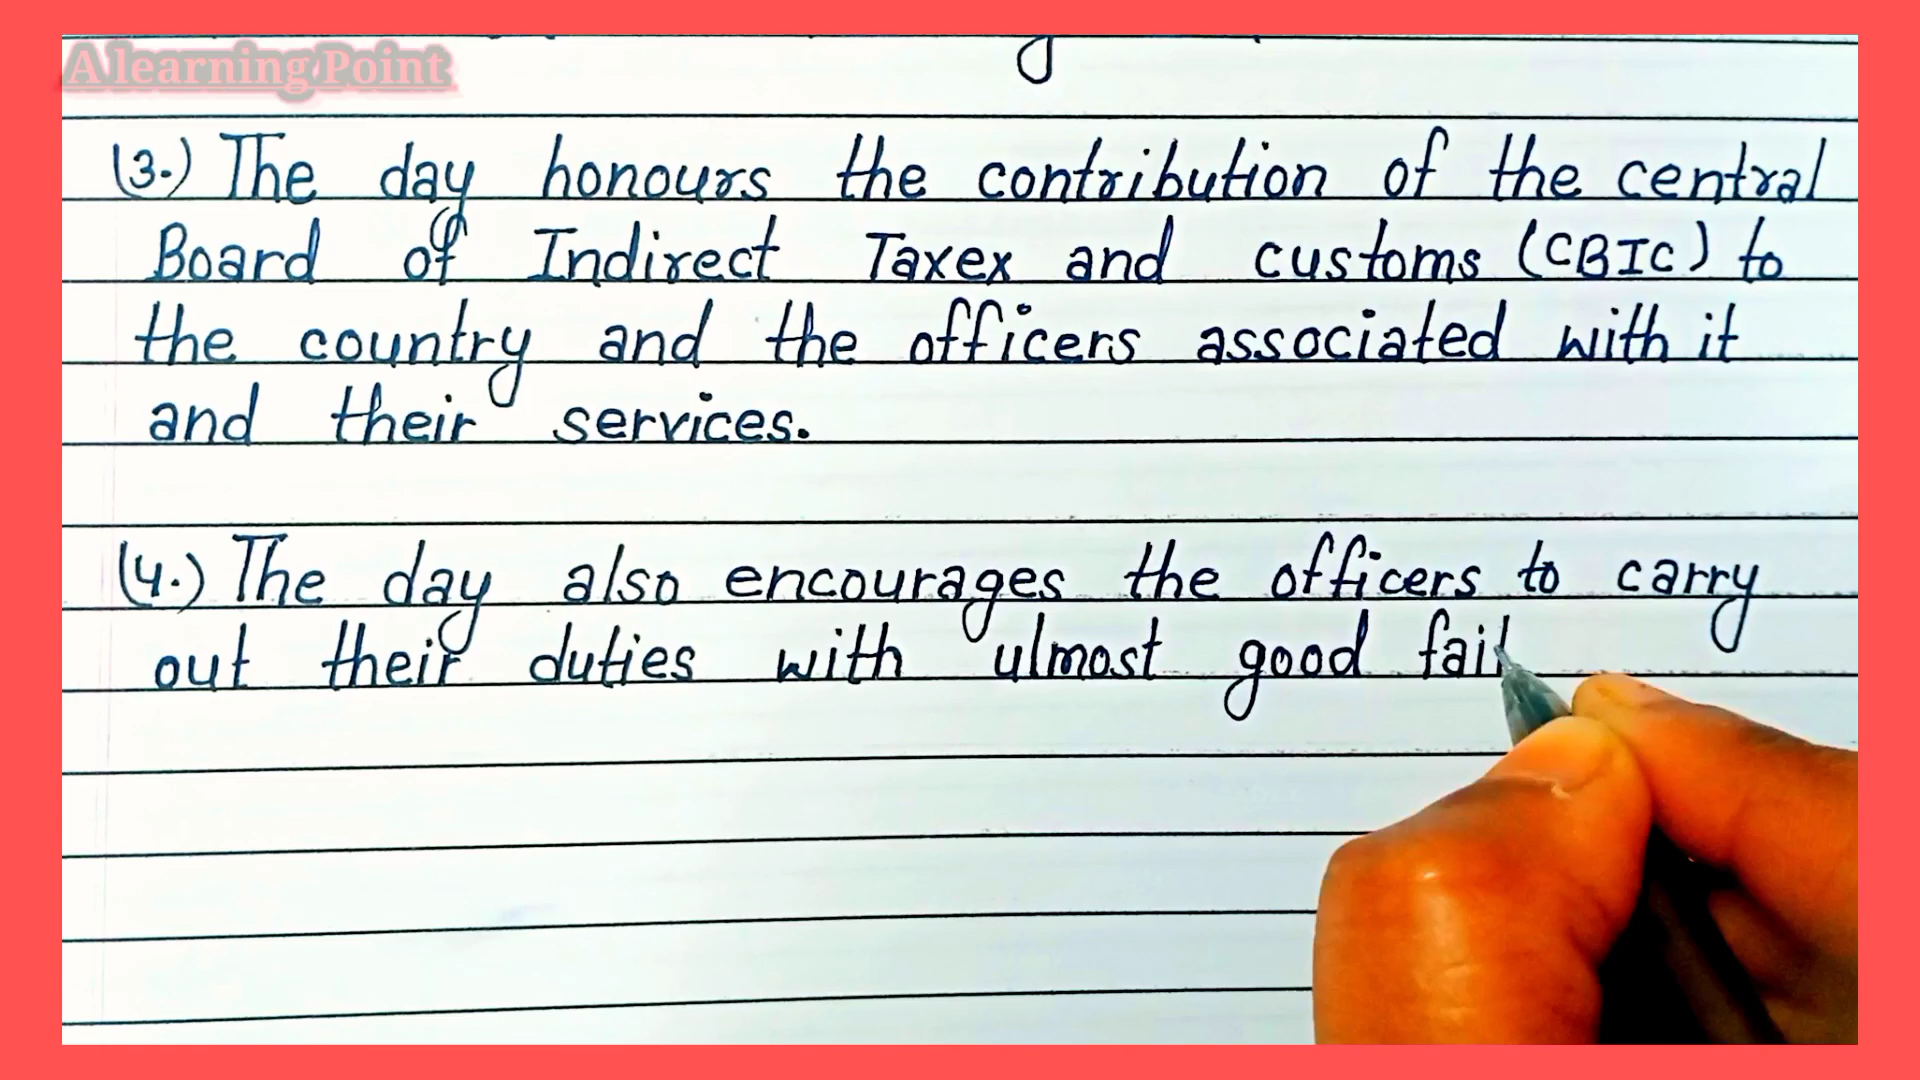 A learning Point
(3.) The day honours the contribution of the central
Board of Indirect Taxex and customs (CBIC) to
the country and the officers associated with it
and their services.
(4.) The day also encourages the officers to carry
out their duties with ulmost good fait